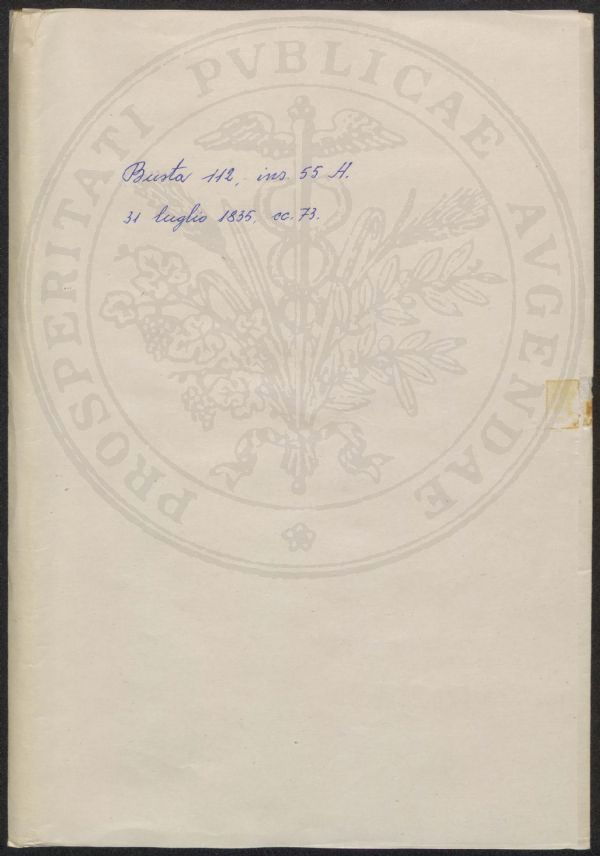 PROSPERITATI PVBLICAE AVGENDAE
Busta 112, ins. 55 A.
31 luglio 1835, cc. 73.